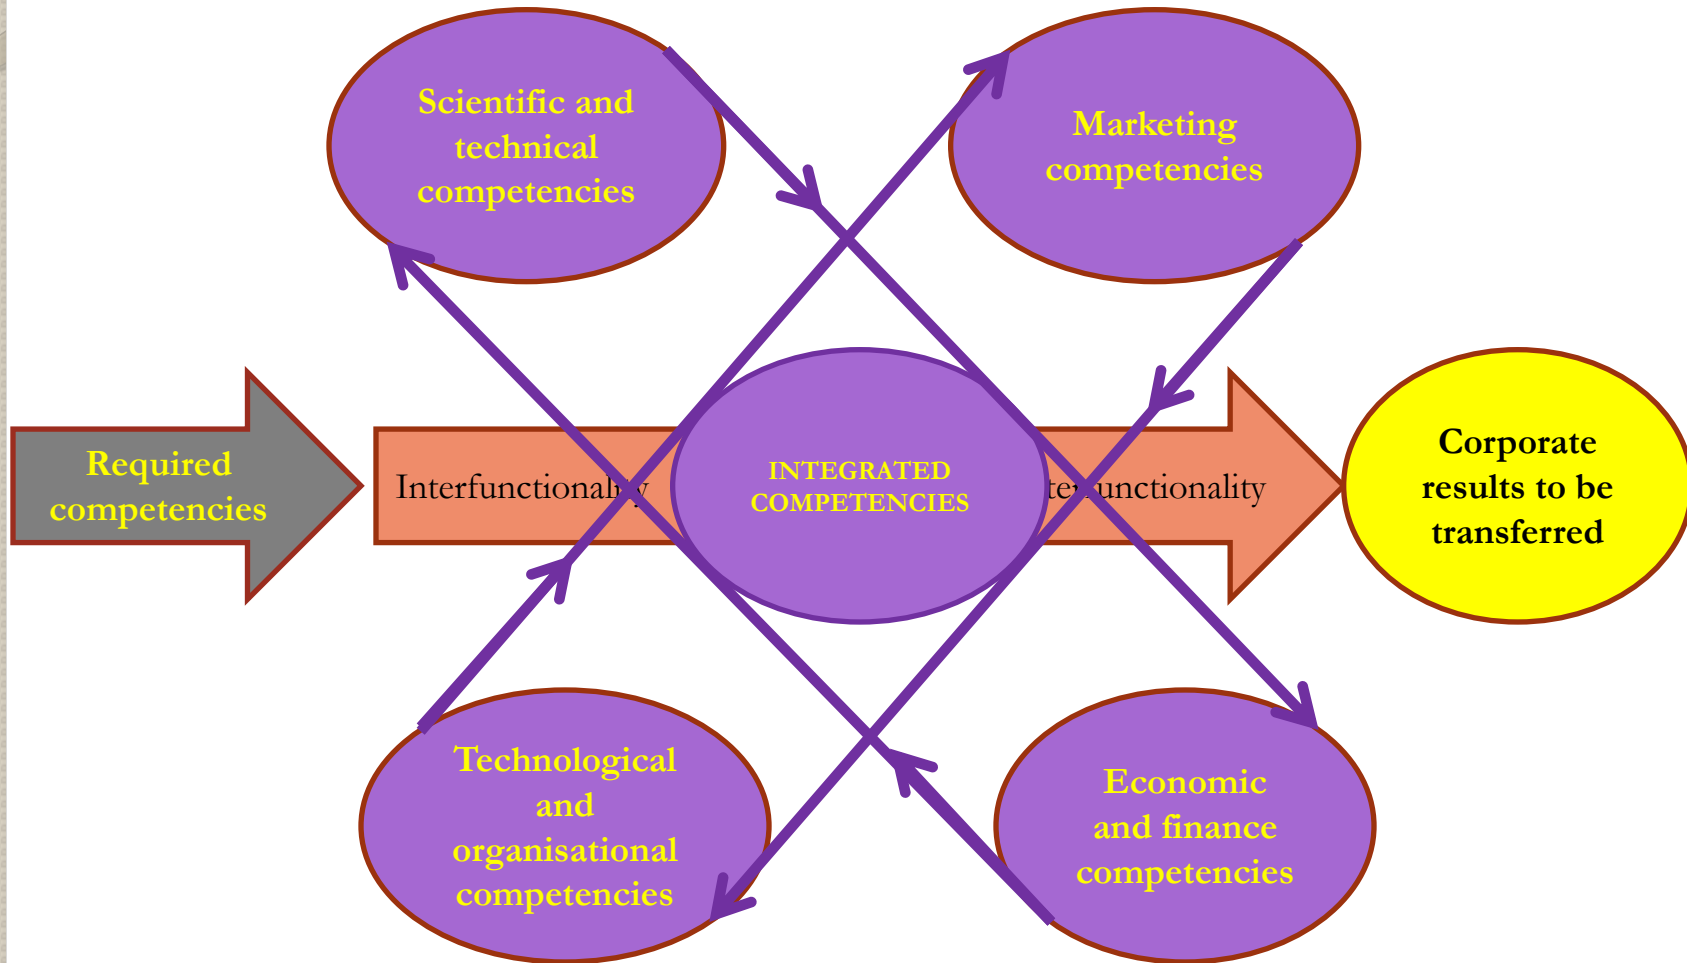 Scientific and
technical
competencies
Marketing
competencies
Required
competencies
Interfunctionality
INTEGRATED
COMPETENCIES
terfunctionality
Corporate
results to be
transferred
Technological
and
organisational
competencies
Economic
and finance
competencies